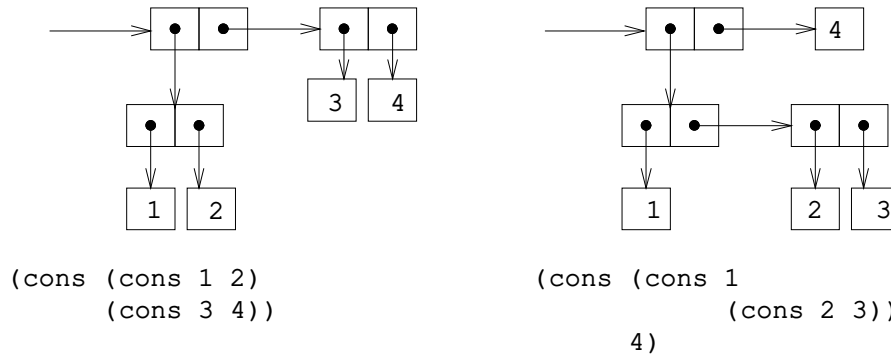 4
3 4
1 2
1 2 3
(cons (cons 1 2)
(cons 3 4))
(cons (cons 1
(cons 2 3))
4)